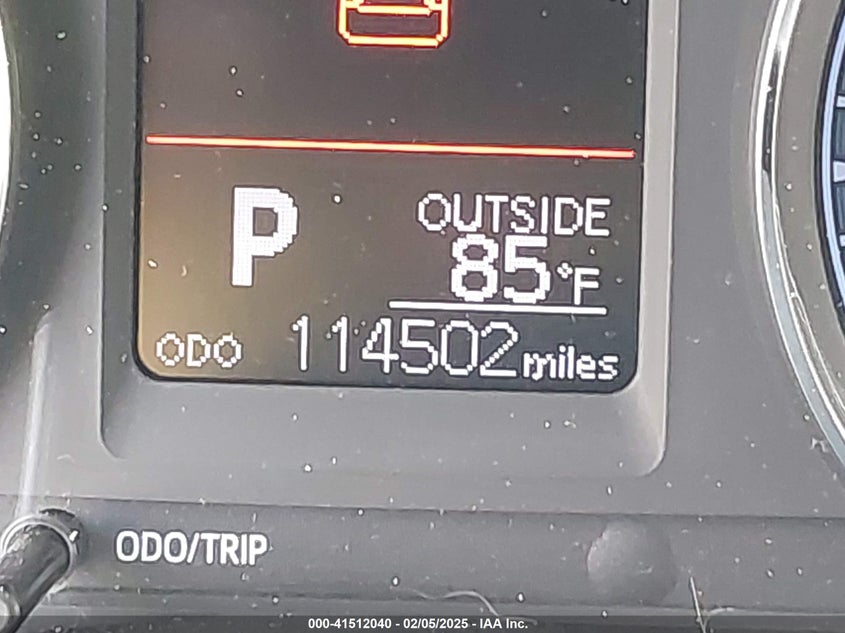 P
OUTSIDE
85°F
ODO 114502 miles
ODO/TRIP
000-41512040 - 02/05/2025 - IAA Inc.